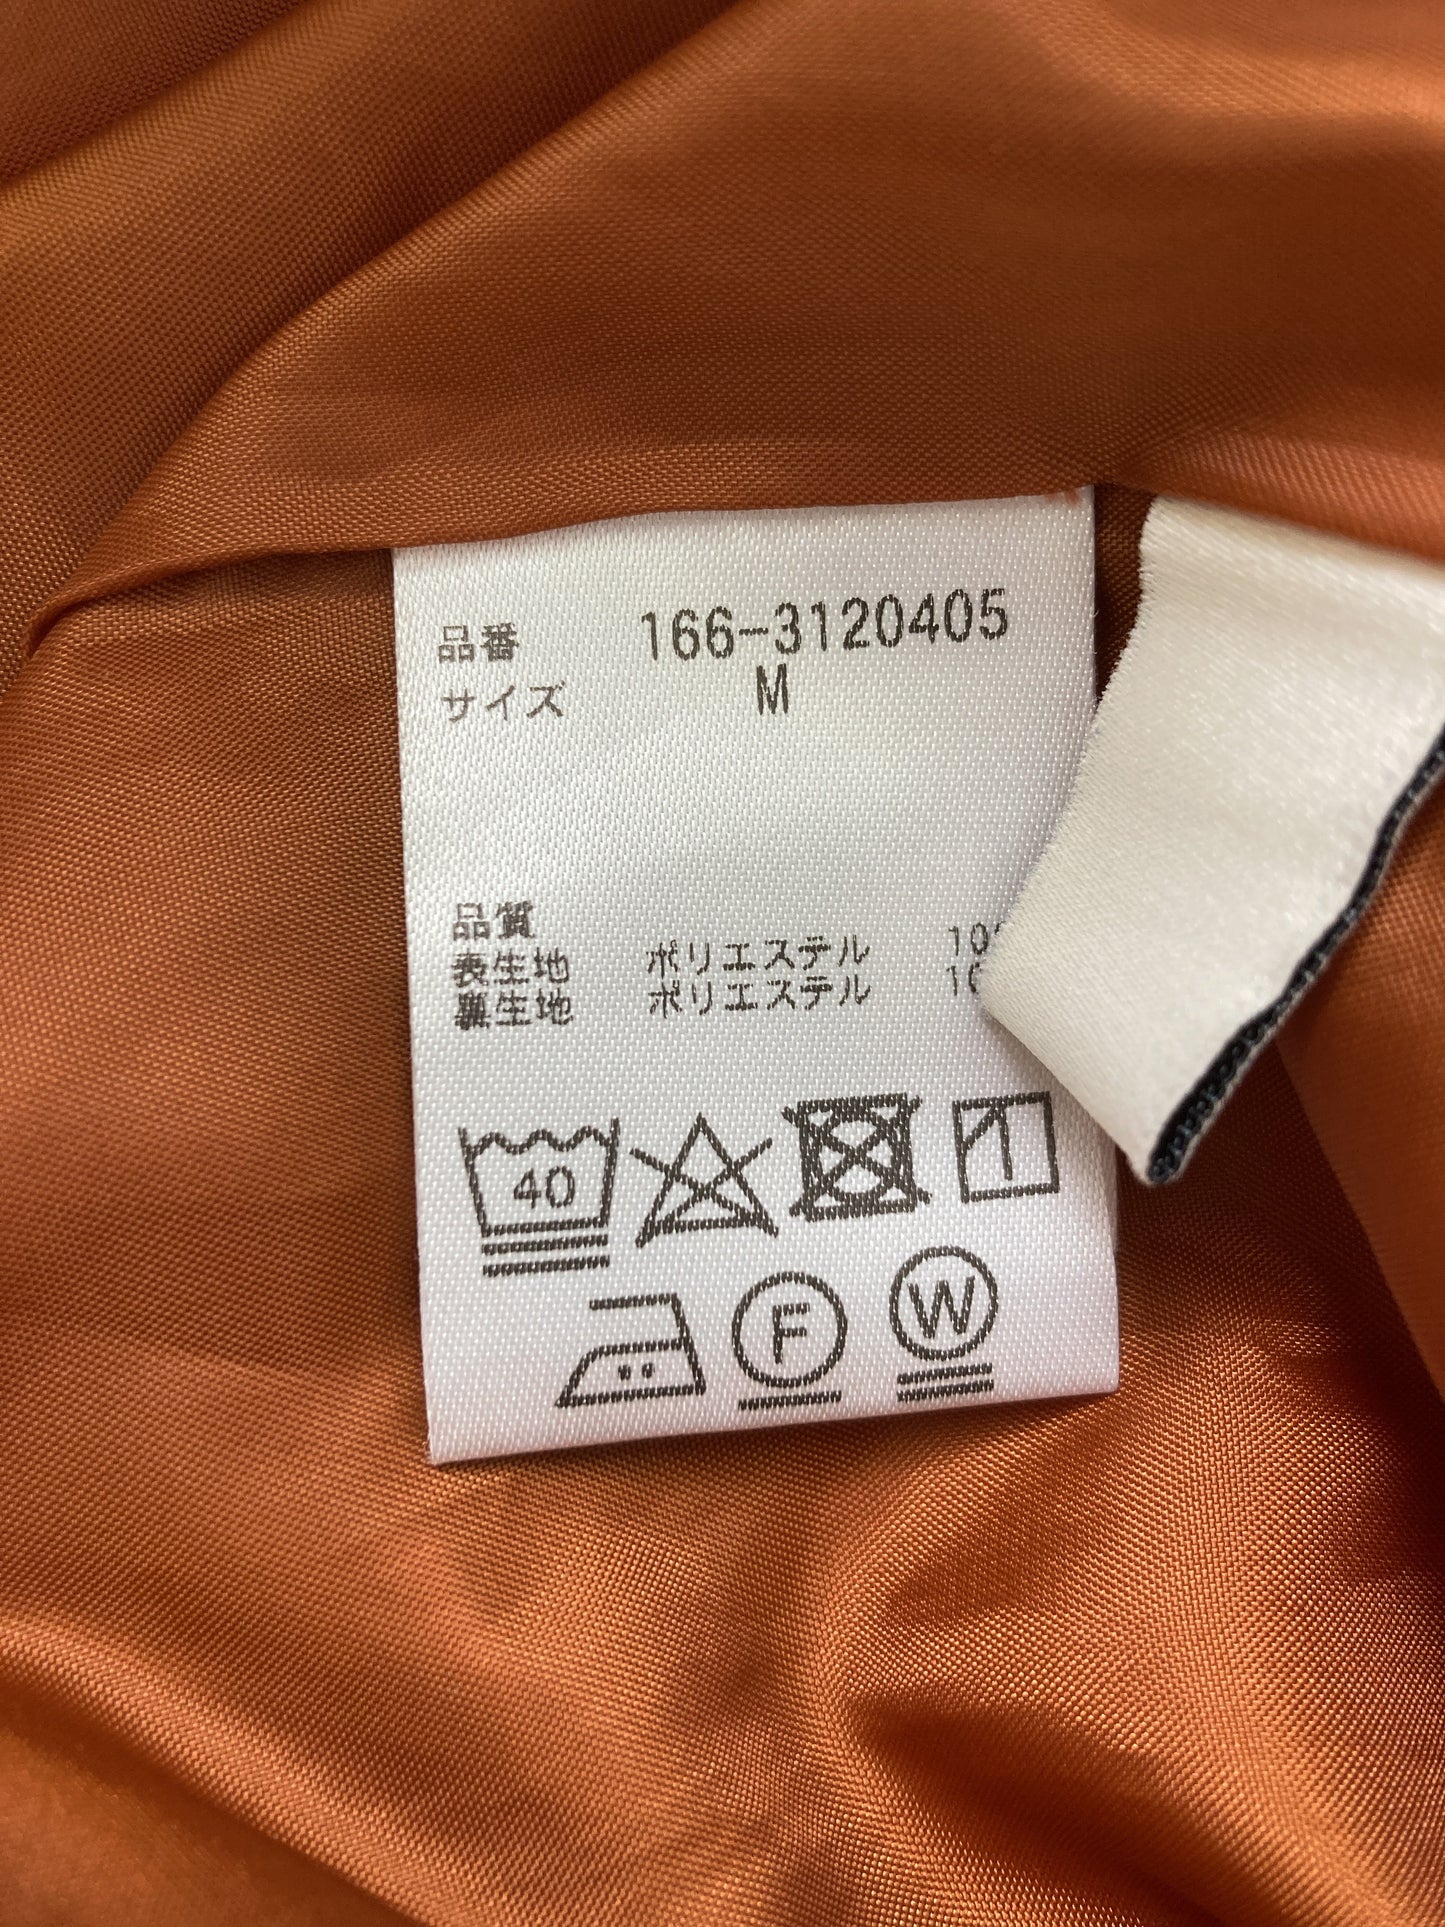 品番 166-3120405
サイズ M
品質
表生地 ポリエステル
裏生地 ポリエステル
40
F W